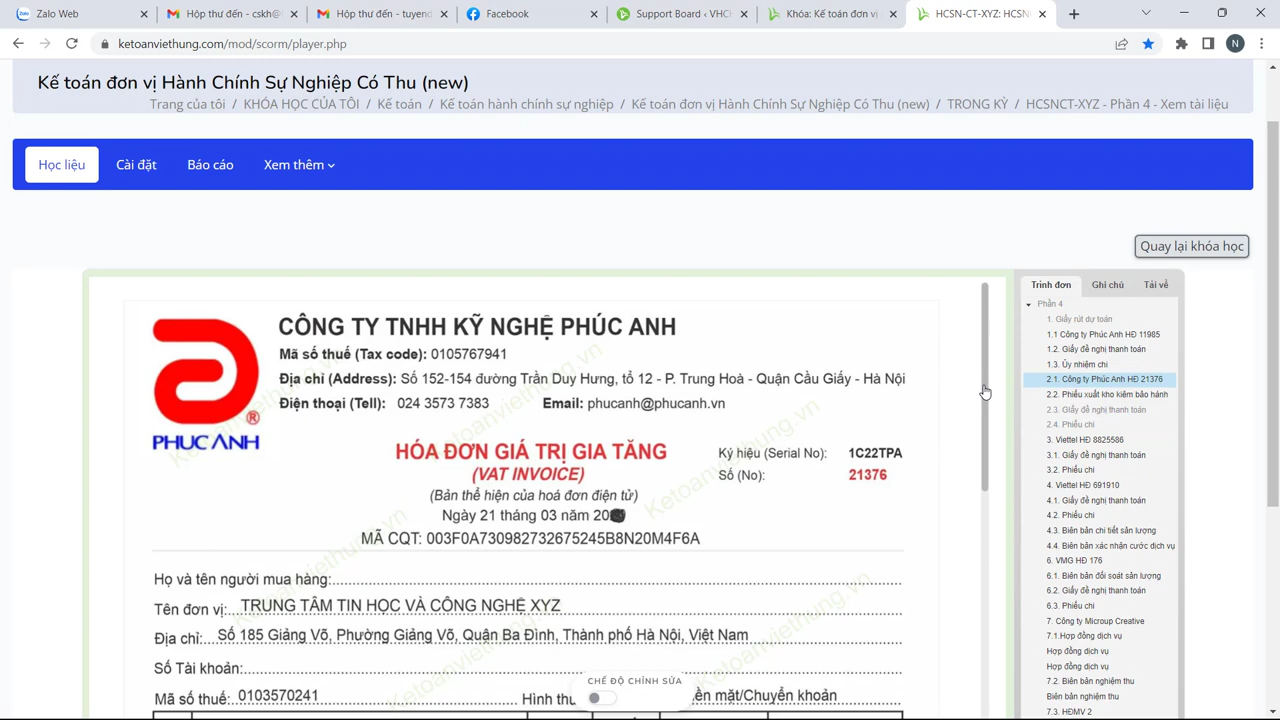 Zalo Web
Hộp thư đến - cskh@
Hộp thư đến - tuyend
Facebook
Support Board ‹ VHC
Khóa: Kế toán đơn vị
HCSN-CT-XYZ: HCSN
ketoanviethung.com/mod/scorm/player.php
N
Kế toán đơn vị Hành Chính Sự Nghiệp Có Thu (new)
Trang của tôi / KHÓA HỌC CỦA TÔI / Kế toán / Kế toán hành chính sự nghiệp / Kế toán đơn vị Hành Chính Sự Nghiệp Có Thu (new) / TRONG KỲ / HCSNCT-XYZ - Phần 4 - Xem tài liệu
Học liệu
Cài đặt
Báo cáo
Xem thêm
Quay lại khóa học
CÔNG TY TNHH KỸ NGHỆ PHÚC ANH
Mã số thuế (Tax code): 0105767941
Địa chỉ (Address): Số 152-154 đường Trần Duy Hưng, tổ 12 - P. Trung Hoà - Quận Cầu Giấy - Hà Nội
Điện thoại (Tell): 024 3573 7383 Email: phucanh@phucanh.vn
PHUC ANH
HÓA ĐƠN GIÁ TRỊ GIA TĂNG
(VAT INVOICE)
(Bản thể hiện của hoá đơn điện tử)
Ngày 21 tháng 03 năm 20
MÃ CQT: 003F0A730982732675245B8N20M4F6A
Ký hiệu (Serial No): 1C22TPA
Số (No): 21376
Họ và tên người mua hàng:
Tên đơn vị: TRUNG TÂM TIN HỌC VÀ CÔNG NGHỆ XYZ
Địa chỉ: Số 185 Giảng Võ, Phường Giảng Võ, Quận Ba Đình, Thành phố Hà Nội, Việt Nam
Số Tài khoản:
Mã số thuế: 0103570241 Hình thu ền mặt/Chuyển khoản
CHẾ ĐỘ CHỈNH SỬA
Ketoanviethung.vn
Trình đơn
Ghi chú
Tải về
Phần 4
1. Giấy rút dự toán
1.1 Công ty Phúc Anh HĐ 11985
1.2. Giấy đề nghị thanh toán
1.3. Ủy nhiệm chi
2.1. Công ty Phúc Anh HĐ 21376
2.2. Phiếu xuất kho kiêm bảo hành
2.3. Giấy đề nghị thanh toán
2.4. Phiếu chi
3. Viettel HĐ 8825586
3.1. Giấy đề nghị thanh toán
3.2. Phiếu chi
4. Viettel HĐ 691910
4.1. Giấy đề nghị thanh toán
4.2. Phiếu chi
4.3. Biên bản chi tiết sản lượng
4.4. Biên bản xác nhận cước dịch vụ
6. VMG HĐ 176
6.1. Biên bản đối soát sản lượng
6.2. Giấy đề nghị thanh toán
6.3. Phiếu chi
7. Công ty Microup Creative
7.1.Hợp đồng dịch vụ
Hợp đồng dịch vụ
Hợp đồng dịch vụ
7.2. Biên bản nghiệm thu
Biên bản nghiệm thu
7.3. HĐMV 2